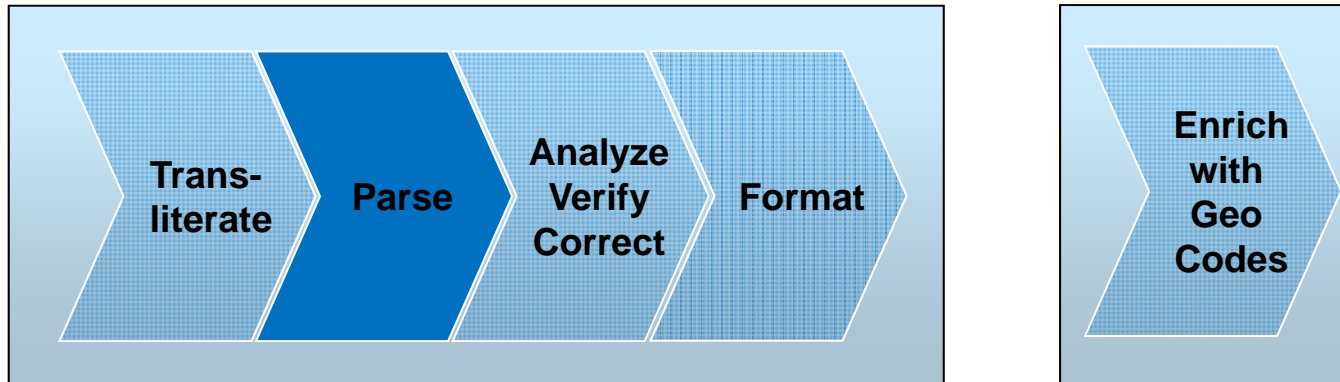 Trans-
literate
Parse
Analyze
Verify
Correct
Format
Enrich
with
Geo
Codes